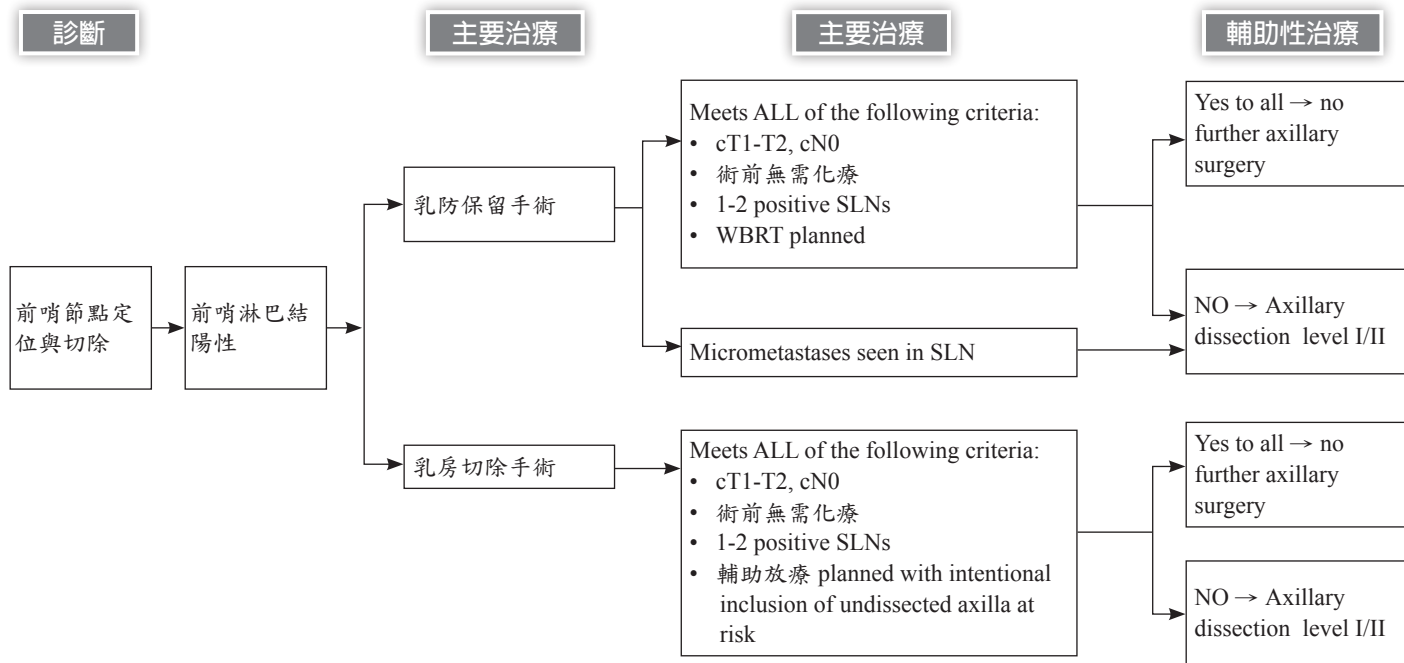 診斷
主要治療
主要治療
輔助性治療
前哨節點定
位與切除
前哨淋巴結
陽性
乳防保留手術
Meets ALL of the following criteria:
• cT1-T2, cN0
• 術前無需化療
• 1-2 positive SLNs
• WBRT planned
Yes to all → no
further axillary
surgery
NO → Axillary
dissection level I/II
Micrometastases seen in SLN
乳房切除手術
Meets ALL of the following criteria:
• cT1-T2, cN0
• 術前無需化療
• 1-2 positive SLNs
• 輔助放療 planned with intentional
inclusion of undissected axilla at
risk
Yes to all → no
further axillary
surgery
NO → Axillary
dissection level I/II